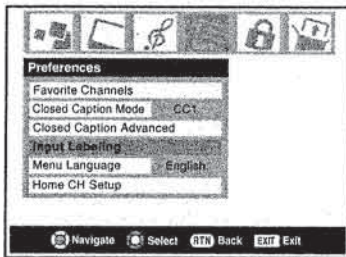 Preferences
Favorite Channels
Closed Caption Mode CC1
Closed Caption Advanced
Input Labeling
Menu Language English
Home CH Setup
Navigate Select RTN Back EXIT Exit